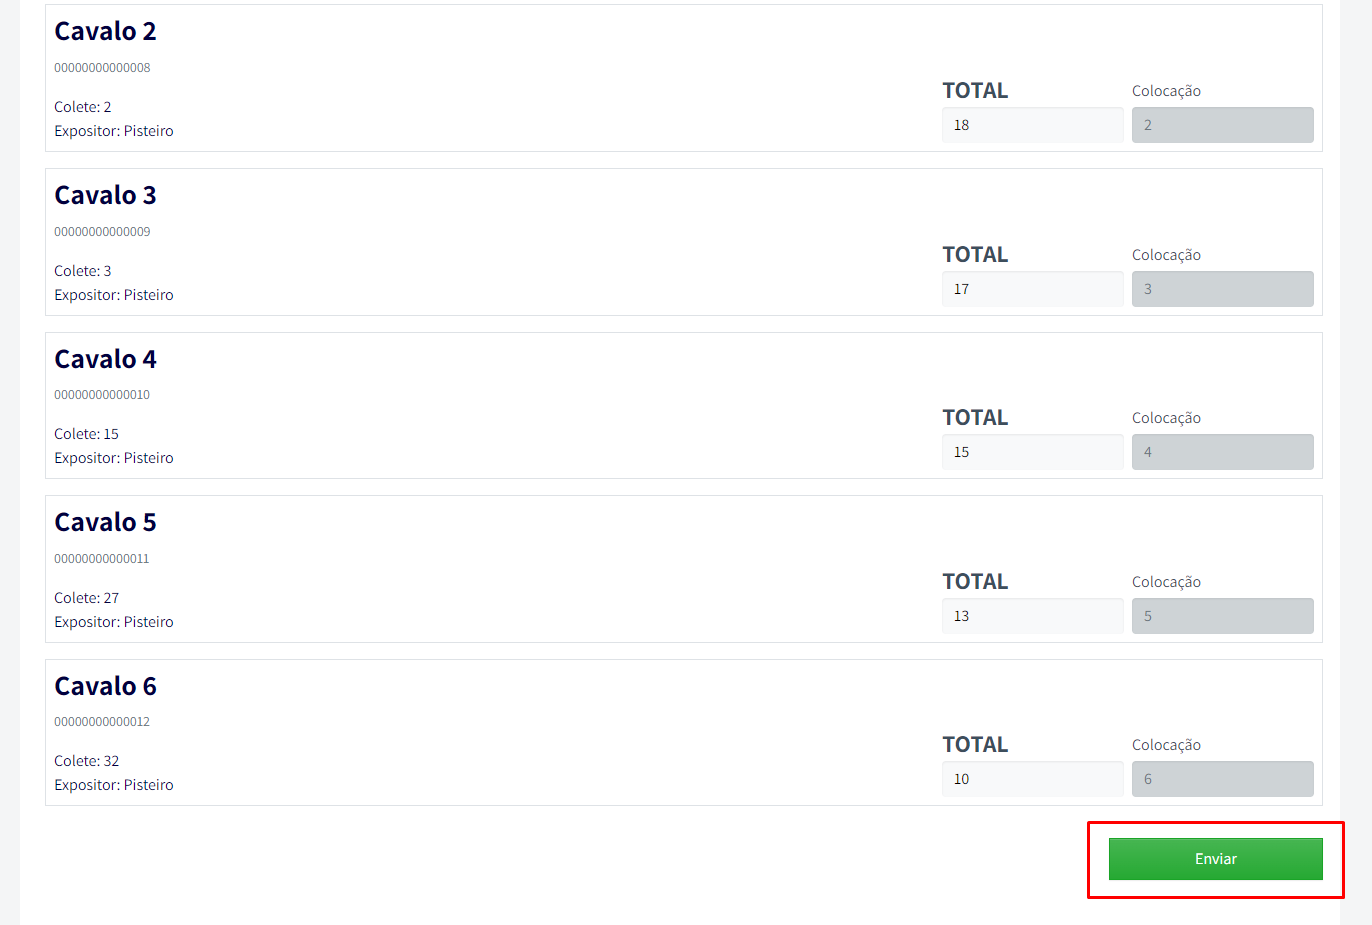 Cavalo 2
00000000000008
Colete: 2
Expositor: Pisteiro
TOTAL Colocação
18 2
Cavalo 3
00000000000009
Colete: 3
Expositor: Pisteiro
TOTAL Colocação
17 3
Cavalo 4
00000000000010
Colete: 15
Expositor: Pisteiro
TOTAL Colocação
15 4
Cavalo 5
00000000000011
Colete: 27
Expositor: Pisteiro
TOTAL Colocação
13 5
Cavalo 6
00000000000012
Colete: 32
Expositor: Pisteiro
TOTAL Colocação
10 6
Enviar